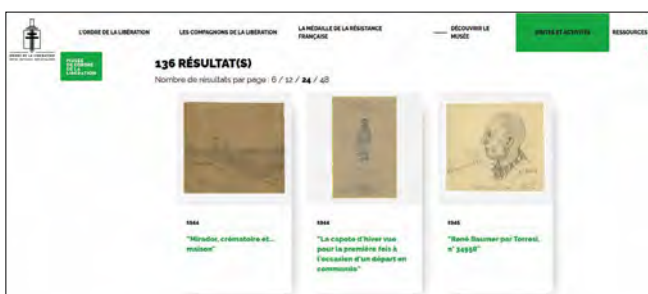 L'ORDRE DE LA LIBÉRATION
LES COMPAGNONS DE LA LIBÉRATION
LA MÉDAILLE DE LA RÉSISTANCE
FRANÇAISE
DÉCOUVRIR LE
MUSÉE
VISITES ET ACTIVITÉS
RESSOURCES
MUSÉE
DE L'ORDRE
DE LA
LIBÉRATION
136 RÉSULTAT(S)
Nombre de résultats par page : 6 / 12 / 24 / 48
1944
"Mirador, crématoire et...
maison"
1944
"La capote d'hiver vue
pour la première fois à
l'occasion d'un départ en
commando"
1945
"René Baumer par Torresi,
n° 34956"